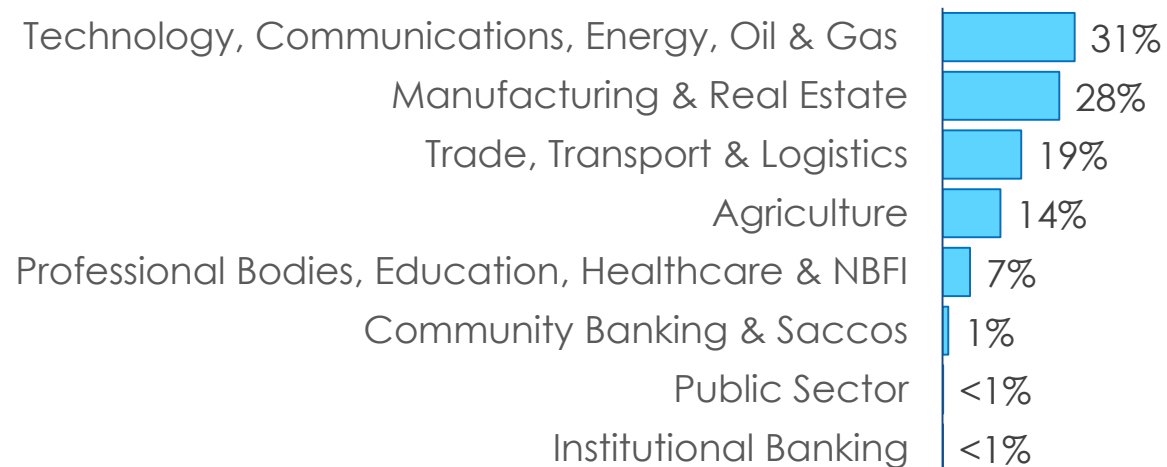 Technology, Communications, Energy, Oil & Gas 31%
Manufacturing & Real Estate 28%
Trade, Transport & Logistics 19%
Agriculture 14%
Professional Bodies, Education, Healthcare & NBFI 7%
Community Banking & Saccos 1%
Public Sector <1%
Institutional Banking <1%